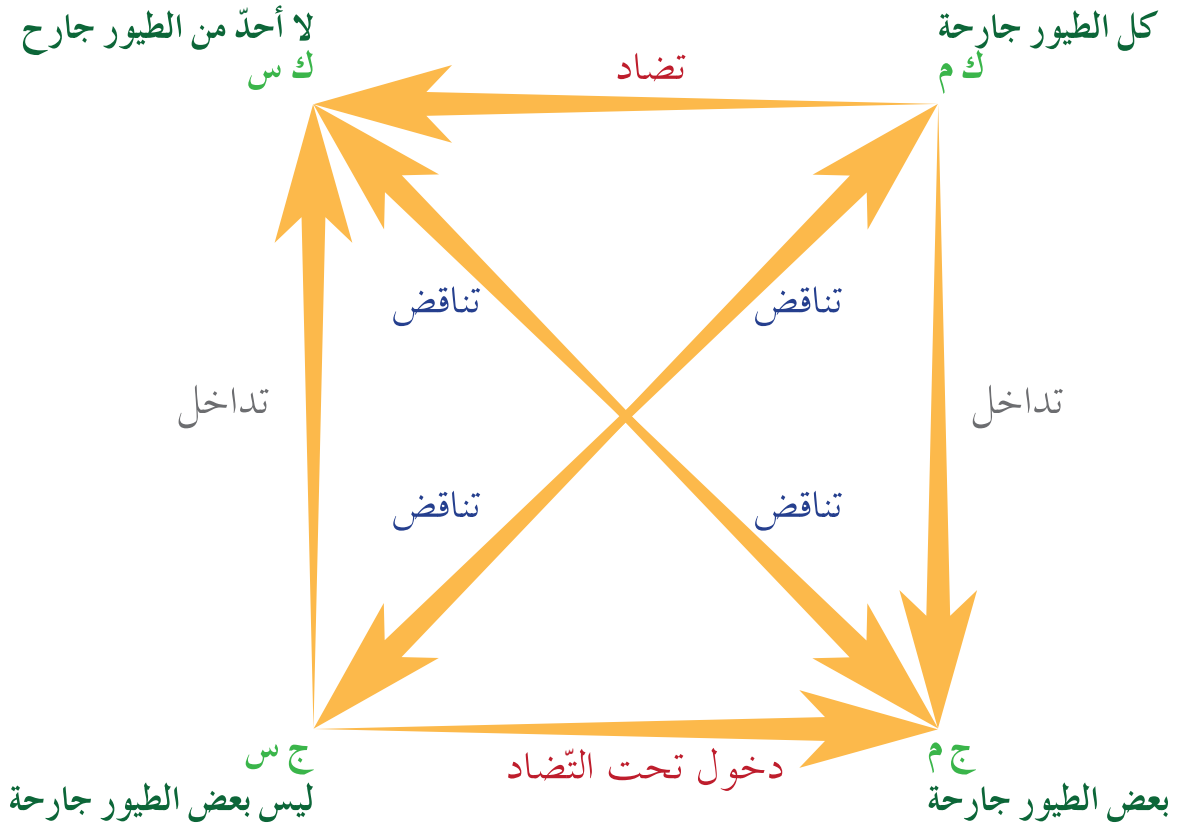 كل الطيور جارحة
ك م
لا أحدّ من الطيور جارح
ك س
تضاد
تناقض
تناقض
تداخل
تداخل
تناقض
تناقض
ج م
بعض الطيور جارحة
ج س
ليس بعض الطيور جارحة
دخول تحت التّضاد